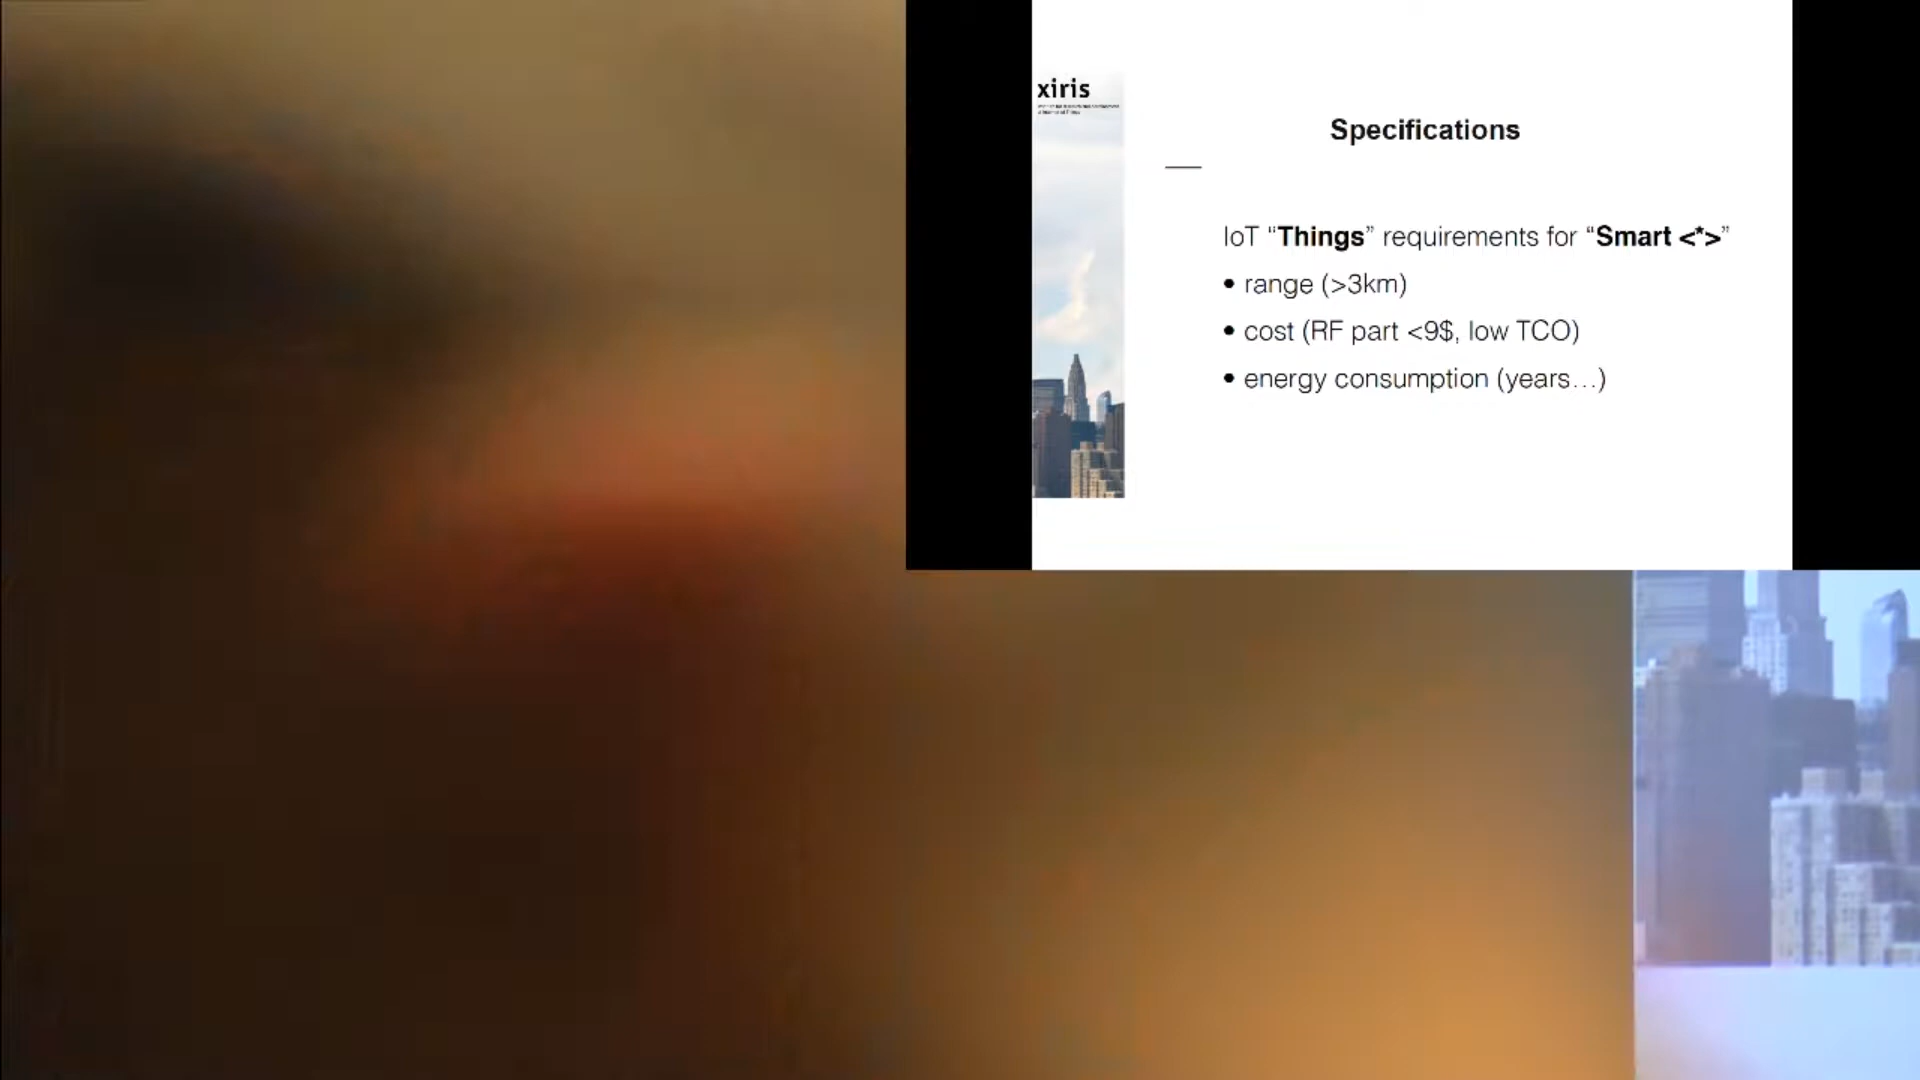 xiris
Specifications
IoT “Things” requirements for “Smart <*>”
• range (>3km)
• cost (RF part <9$, low TCO)
• energy consumption (years…)